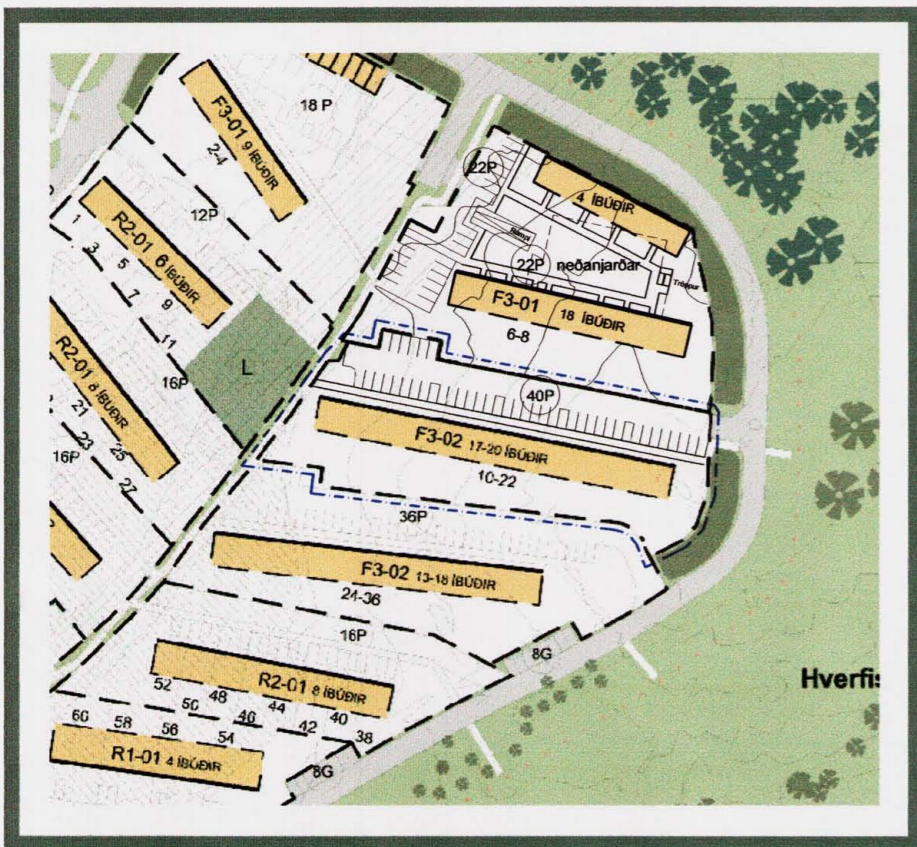 18 P
F3-01 9 ÍBÚÐIR
2-4
22P
4 ÍBÚÐIR
12P
R2-01 6 ÍBÚÐIR
1
3
5
7
9
11
22P neðanjarðar
F3-01 18 ÍBÚÐIR
6-8
R2-01 8 ÍBÚÐIR
L
16P
40P
F3-02 17-20 ÍBÚÐIR
10-22
21
23
25
27
16P
36P
F3-02 13-18 ÍBÚÐIR
24-36
16P
8G
R2-01 8 ÍBÚÐIR
52
50
48
46
44
42
40
38
Hverfis
60
58
56
54
R1-01 4 ÍBÚÐIR
8G